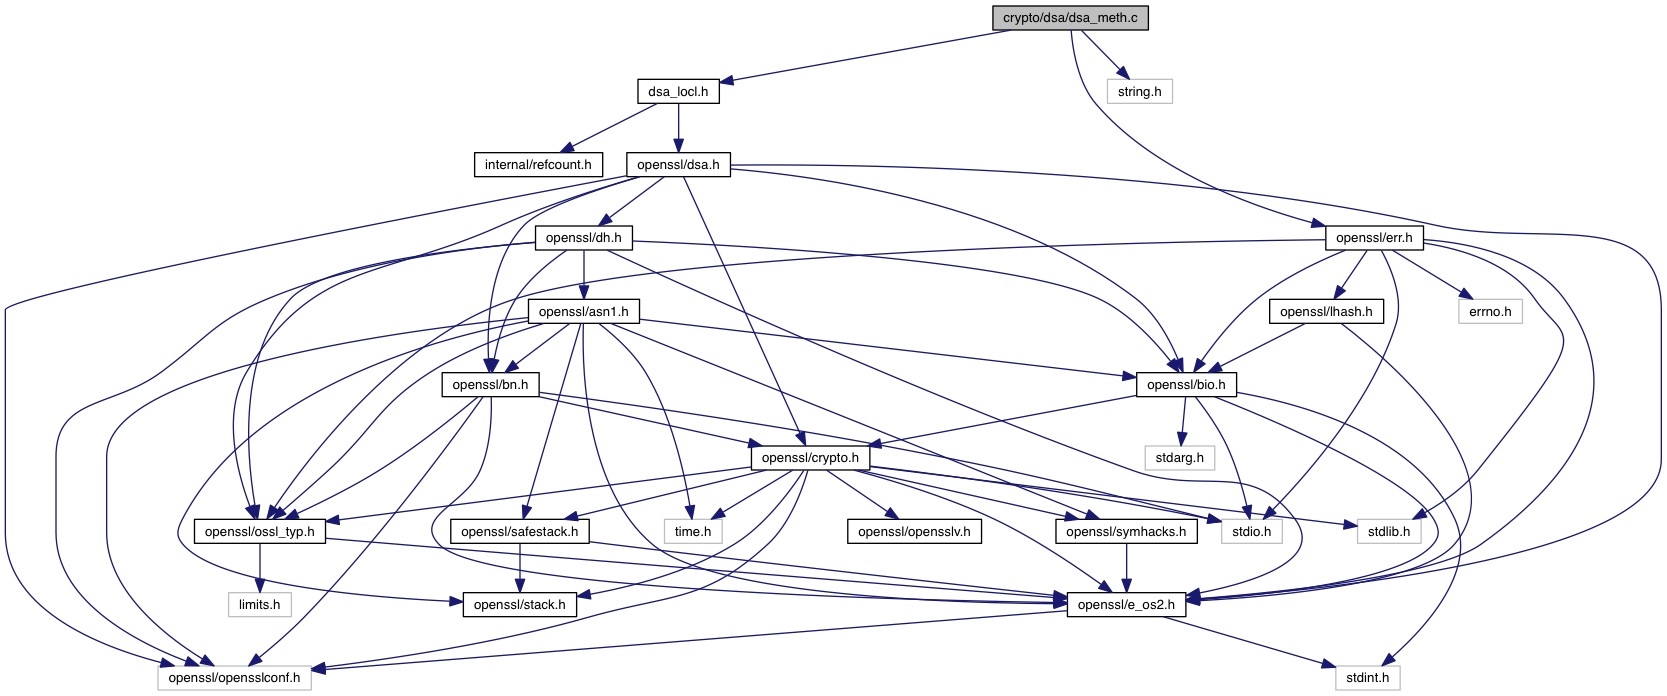 crypto/dsa/dsa_meth.c
dsa_locl.h
string.h
internal/refcount.h
openssl/dsa.h
openssl/dh.h
openssl/err.h
openssl/asn1.h
openssl/lhash.h
errno.h
openssl/bn.h
openssl/bio.h
openssl/crypto.h
stdarg.h
openssl/ossl_typ.h
openssl/safestack.h
time.h
openssl/opensslv.h
openssl/symhacks.h
stdio.h
stdlib.h
limits.h
openssl/stack.h
openssl/e_os2.h
openssl/opensslconf.h
stdint.h